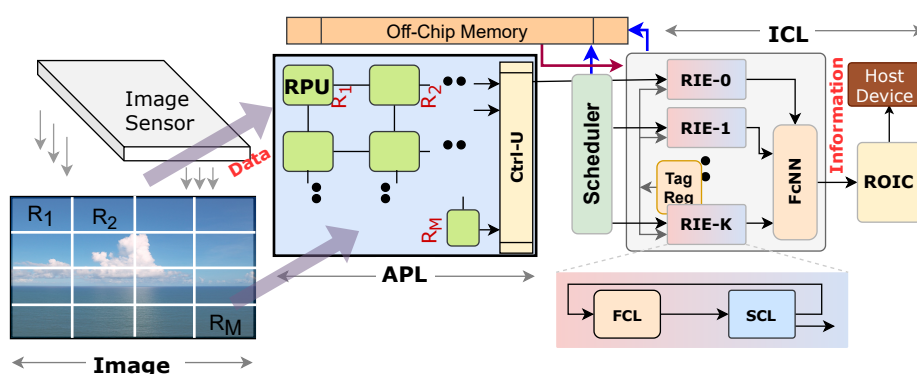 Off-Chip Memory
ICL
Image
Sensor
Data
RPU
R1
R2
RM
Ctrl-U
APL
Scheduler
RIE-0
RIE-1
Tag
Reg
RIE-K
FcNN
Information
Host
Device
ROIC
R1
R2
RM
Image
FCL
SCL